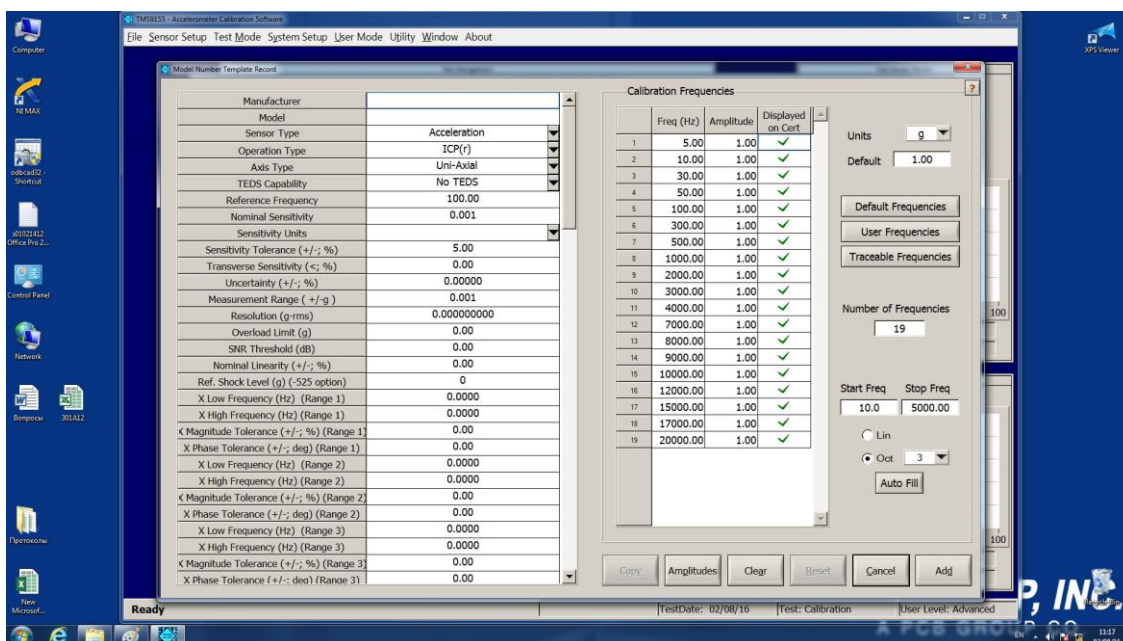 TMS9155 - Accelerometer Calibration Software
File Sensor Setup Test Mode System Setup User Mode Utility Window About
Computer
NI MAX
odbcad32 -
Shortcut
s01021412
Office Pro 2...
Control Panel
Network
Вопросы
301A12
Протоколы
New
Microsof...
XPS Viewer
Model Number Template Record
Manufacturer
Model
Sensor Type Acceleration
Operation Type ICP(r)
Axis Type Uni-Axial
TEDS Capability No TEDS
Reference Frequency 100.00
Nominal Sensitivity 0.001
Sensitivity Units
Sensitivity Tolerance (+/-; %) 5.00
Transverse Sensitivity (<; %) 0.00
Uncertainty (+/-; %) 0.00000
Measurement Range ( +/-g ) 0.001
Resolution (g-rms) 0.000000000
Overload Limit (g) 0.00
SNR Threshold (dB) 0.00
Nominal Linearity (+/-; %) 0.00
Ref. Shock Level (g) (-525 option) 0
X Low Frequency (Hz) (Range 1) 0.0000
X High Frequency (Hz) (Range 1) 0.0000
X Magnitude Tolerance (+/-; %) (Range 1) 0.00
X Phase Tolerance (+/-; deg) (Range 1) 0.00
X Low Frequency (Hz) (Range 2) 0.0000
X High Frequency (Hz) (Range 2) 0.0000
X Magnitude Tolerance (+/-; %) (Range 2) 0.00
X Phase Tolerance (+/-; deg) (Range 2) 0.00
X Low Frequency (Hz) (Range 3) 0.0000
X High Frequency (Hz) (Range 3) 0.0000
X Magnitude Tolerance (+/-; %) (Range 3) 0.00
X Phase Tolerance (+/-; deg) (Range 3) 0.00
Calibration Frequencies
?
Freq (Hz) Amplitude Displayed
on Cert
1 5.00 1.00 ✓
2 10.00 1.00 ✓
3 30.00 1.00 ✓
4 50.00 1.00 ✓
5 100.00 1.00 ✓
6 300.00 1.00 ✓
7 500.00 1.00 ✓
8 1000.00 1.00 ✓
9 2000.00 1.00 ✓
10 3000.00 1.00 ✓
11 4000.00 1.00 ✓
12 7000.00 1.00 ✓
13 8000.00 1.00 ✓
14 9000.00 1.00 ✓
15 10000.00 1.00 ✓
16 12000.00 1.00 ✓
17 15000.00 1.00 ✓
18 17000.00 1.00 ✓
19 20000.00 1.00 ✓
Units g
Default 1.00
Default Frequencies
User Frequencies
Traceable Frequencies
Number of Frequencies
19
Start Freq Stop Freq
10.0 5000.00
Lin
Oct 3
Auto Fill
Copy Amplitudes Clear Reset Cancel Add
100
100
Ready TestDate: 02/08/16 Test: Calibration User Level: Advanced
P, INC.
A PCB GROUP CO
Recycle Bin
EN 11:17